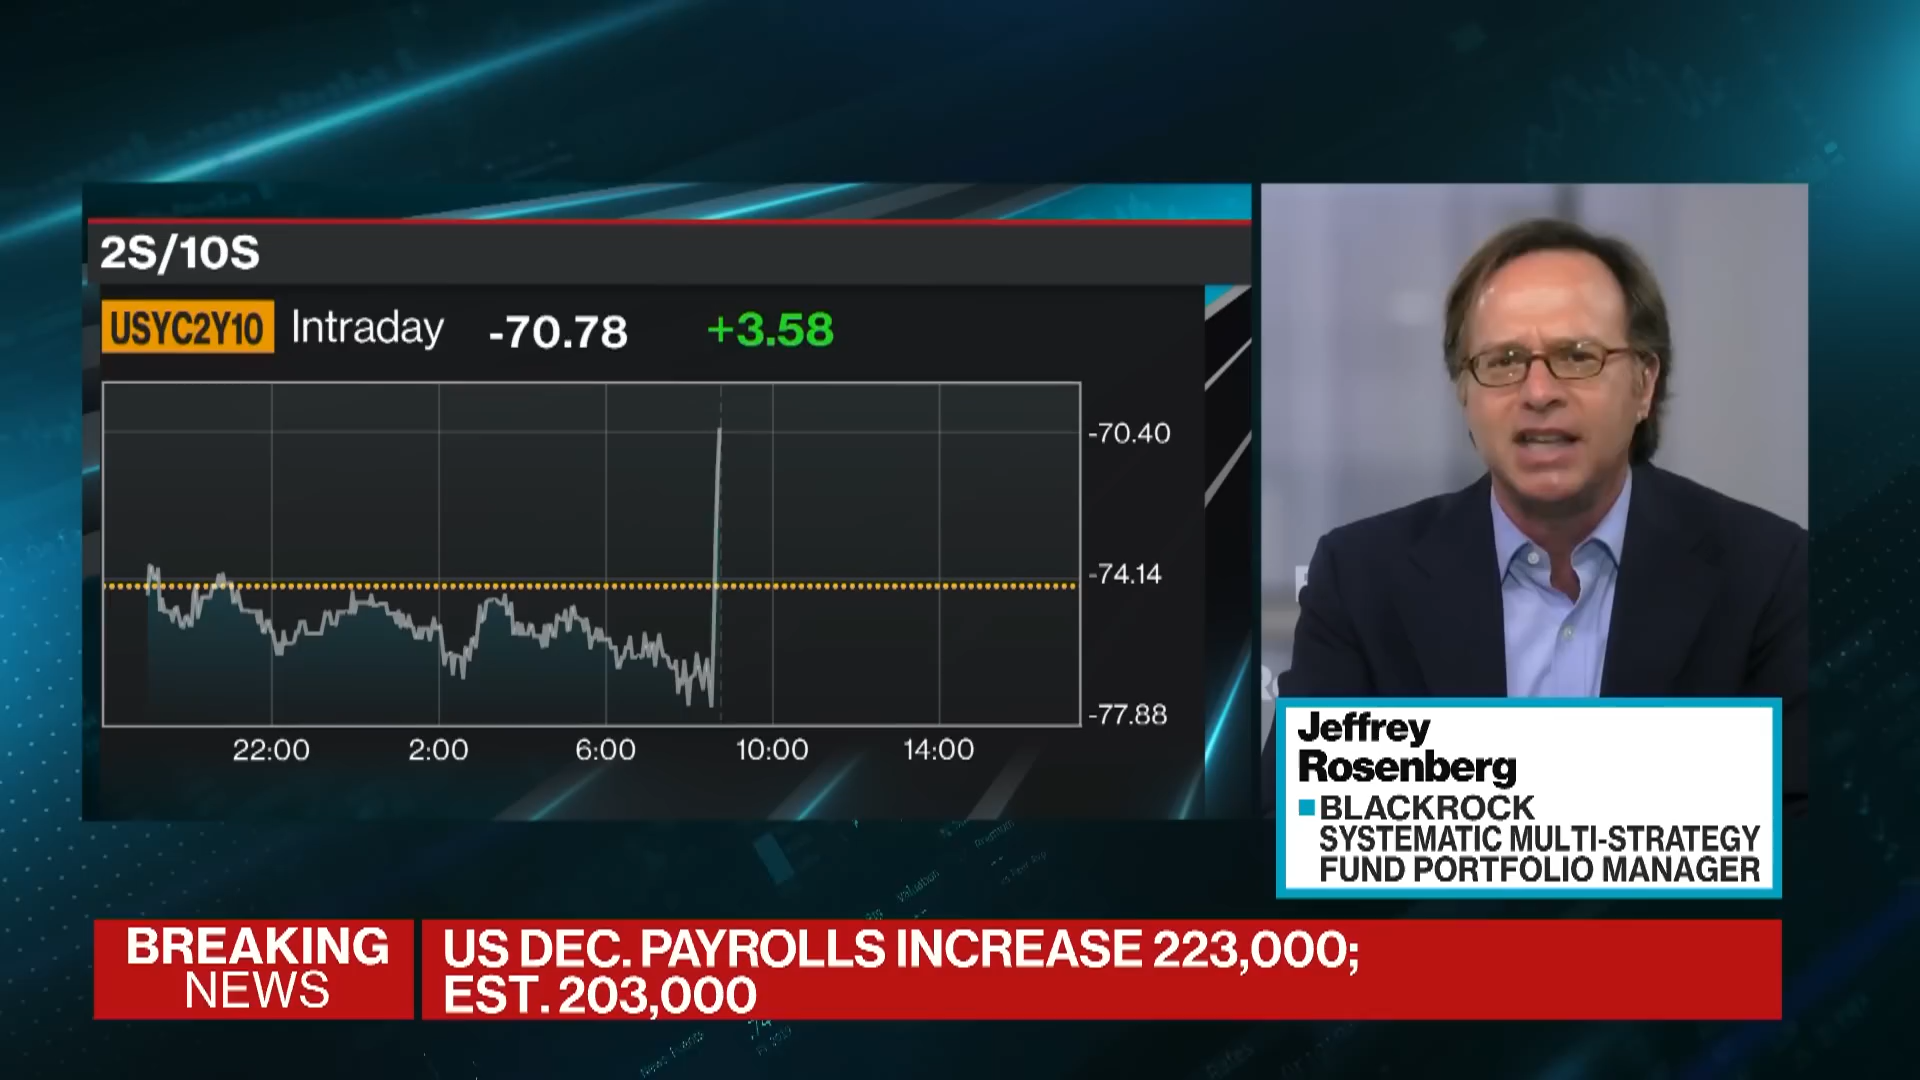 2S/10S
USYC2Y10 Intraday -70.78 +3.58
-70.40
-74.14
-77.88
22:00 2:00 6:00 10:00 14:00
Jeffrey
Rosenberg
BLACKROCK
SYSTEMATIC MULTI-STRATEGY
FUND PORTFOLIO MANAGER
BREAKING
NEWS
US DEC. PAYROLLS INCREASE 223,000;
EST. 203,000
valuation